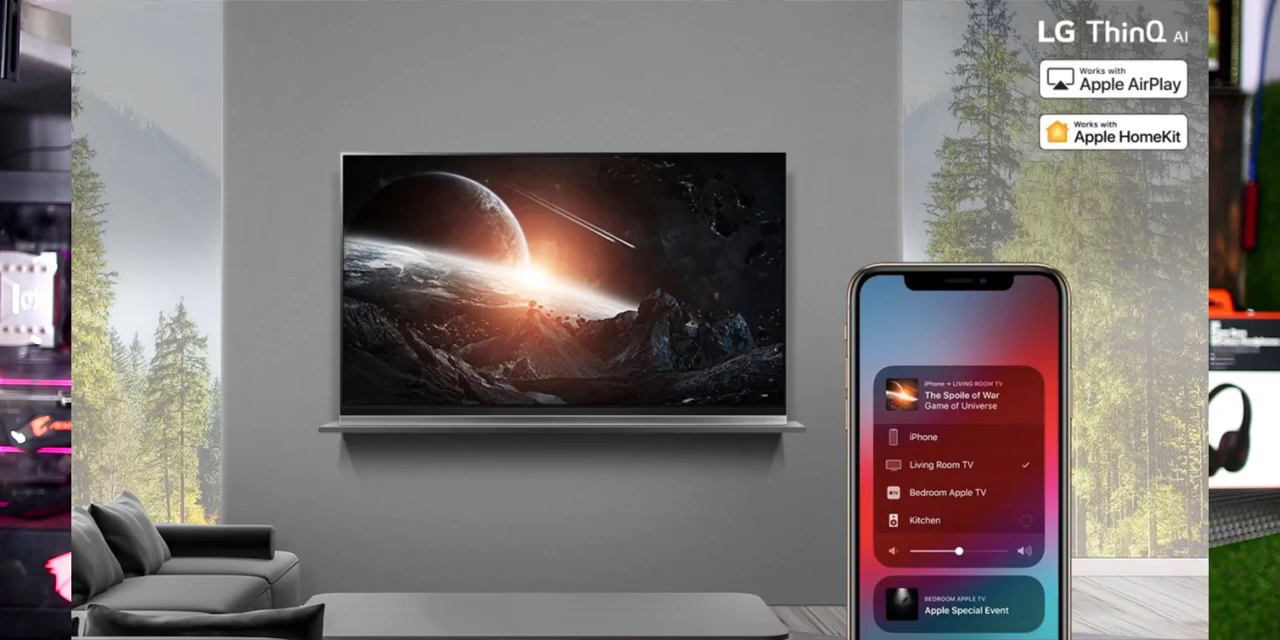 LG ThinQ AI
Works with
Apple AirPlay
Works with
Apple HomeKit
iPhone → LIVING ROOM TV
The Spoile of War
Game of Universe
iPhone
Living Room TV
Bedroom Apple TV
Kitchen
BEDROOM APPLE TV
Apple Special Event